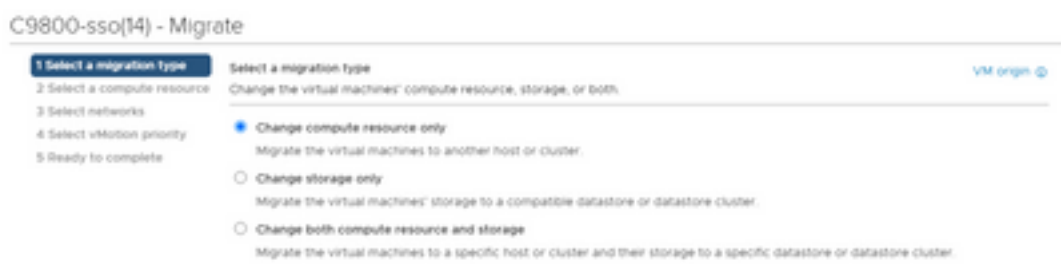 C9800-sso(14) - Migrate
1 Select a migration type
2 Select a compute resource
3 Select networks
4 Select vMotion priority
5 Ready to complete
Select a migration type
VM origin
Change the virtual machines' compute resource, storage, or both.
Change compute resource only
Migrate the virtual machines to another host or cluster.
Change storage only
Migrate the virtual machines' storage to a compatible datastore or datastore cluster.
Change both compute resource and storage
Migrate the virtual machines to a specific host or cluster and their storage to a specific datastore or datastore cluster.